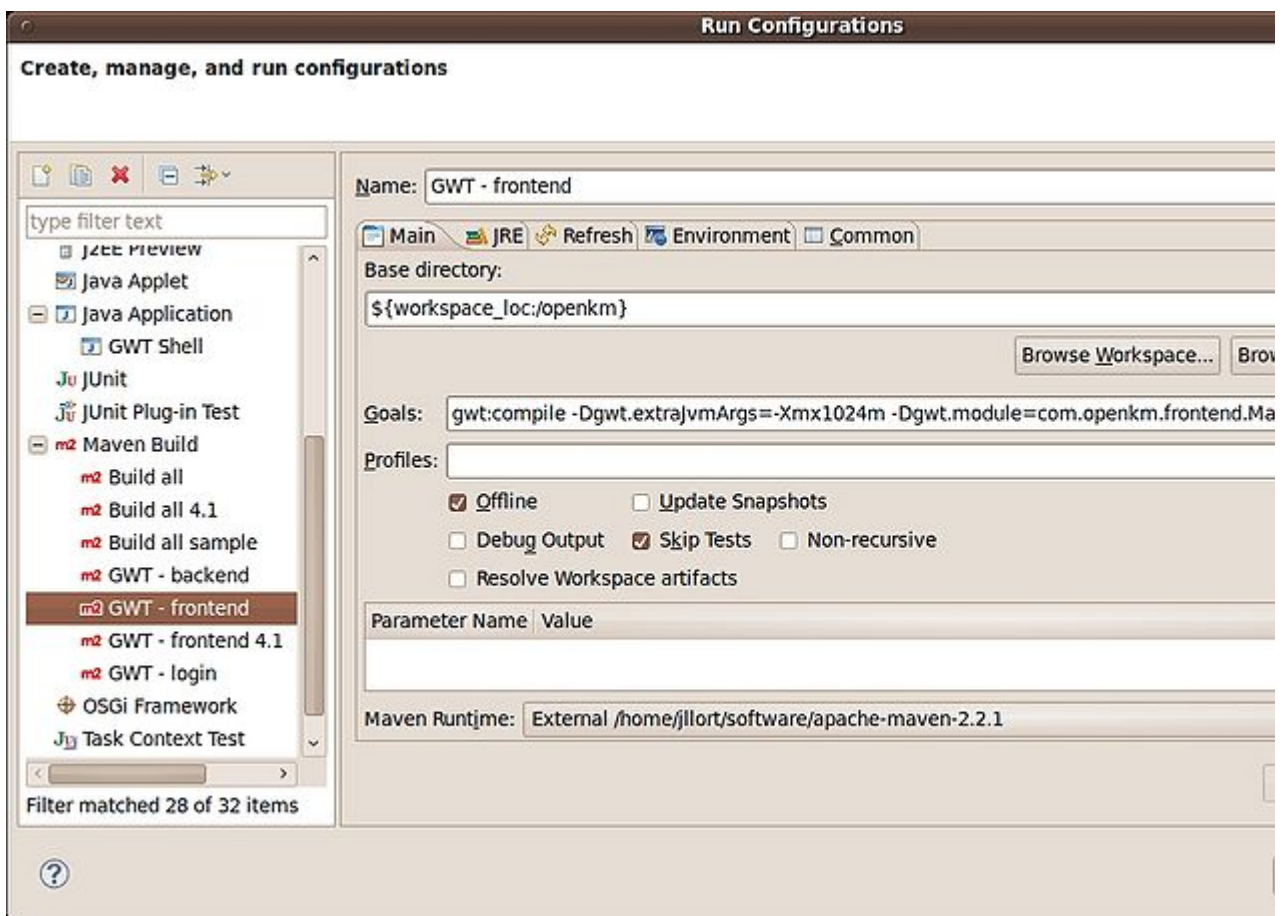 Run Configurations
Create, manage, and run configurations
type filter text
J2EE Preview
Java Applet
Java Application
GWT Shell
Ju JUnit
JUnit Plug-in Test
m2 Maven Build
m2 Build all
m2 Build all 4.1
m2 Build all sample
m2 GWT - backend
m2 GWT - frontend
m2 GWT - frontend 4.1
m2 GWT - login
OSGi Framework
Task Context Test
Filter matched 28 of 32 items
Name: GWT - frontend
Main JRE Refresh Environment Common
Base directory:
${workspace_loc:/openkm}
Browse Workspace... Brow
Goals: gwt:compile -Dgwt.extraJvmArgs=-Xmx1024m -Dgwt.module=com.openkm.frontend.Ma
Profiles:
Offline Update Snapshots
Debug Output Skip Tests Non-recursive
Resolve Workspace artifacts
Parameter Name Value
Maven Runtime: External /home/jllort/software/apache-maven-2.2.1
?